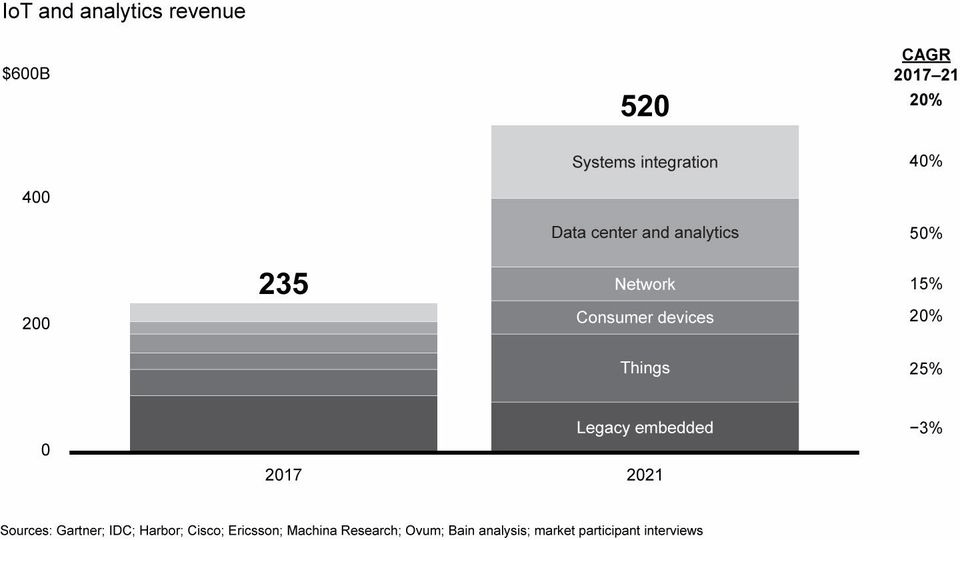 IoT and analytics revenue
CAGR
2017–21
$600B
20%
520
Systems integration
40%
400
Data center and analytics
50%
235
Network
15%
200
Consumer devices
20%
Things
25%
Legacy embedded
−3%
0
2017
2021
Sources: Gartner; IDC; Harbor; Cisco; Ericsson; Machina Research; Ovum; Bain analysis; market participant interviews